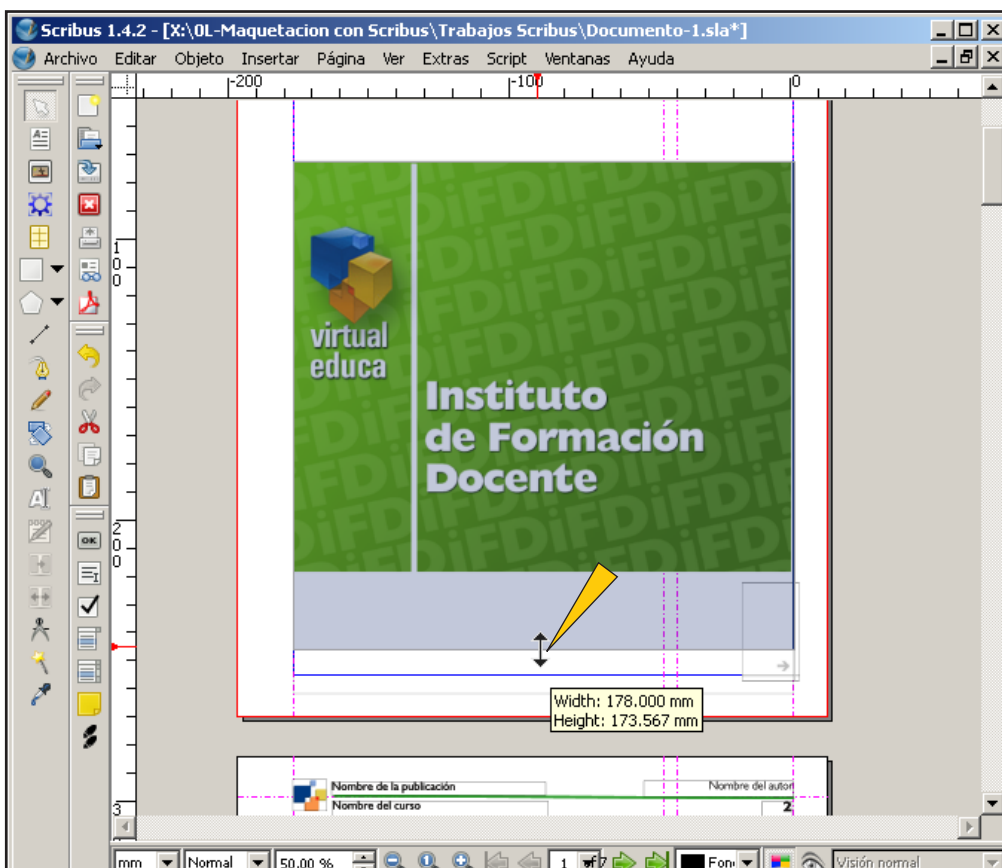 Scribus 1.4.2 - [X:\0L-Maquetacion con Scribus\Trabajos Scribus\Documento-1.sla*]
Archivo Editar Objeto Insertar Página Ver Extras Script Ventanas Ayuda
-200 -100 0
100
virtual
educa
Instituto
de Formación
Docente
200
Width: 178.000 mm
Height: 173.567 mm
Nombre de la publicación Nombre del autor
Nombre del curso 2
3
mm Normal 50.00 % 1 of 7 Fon Visión normal